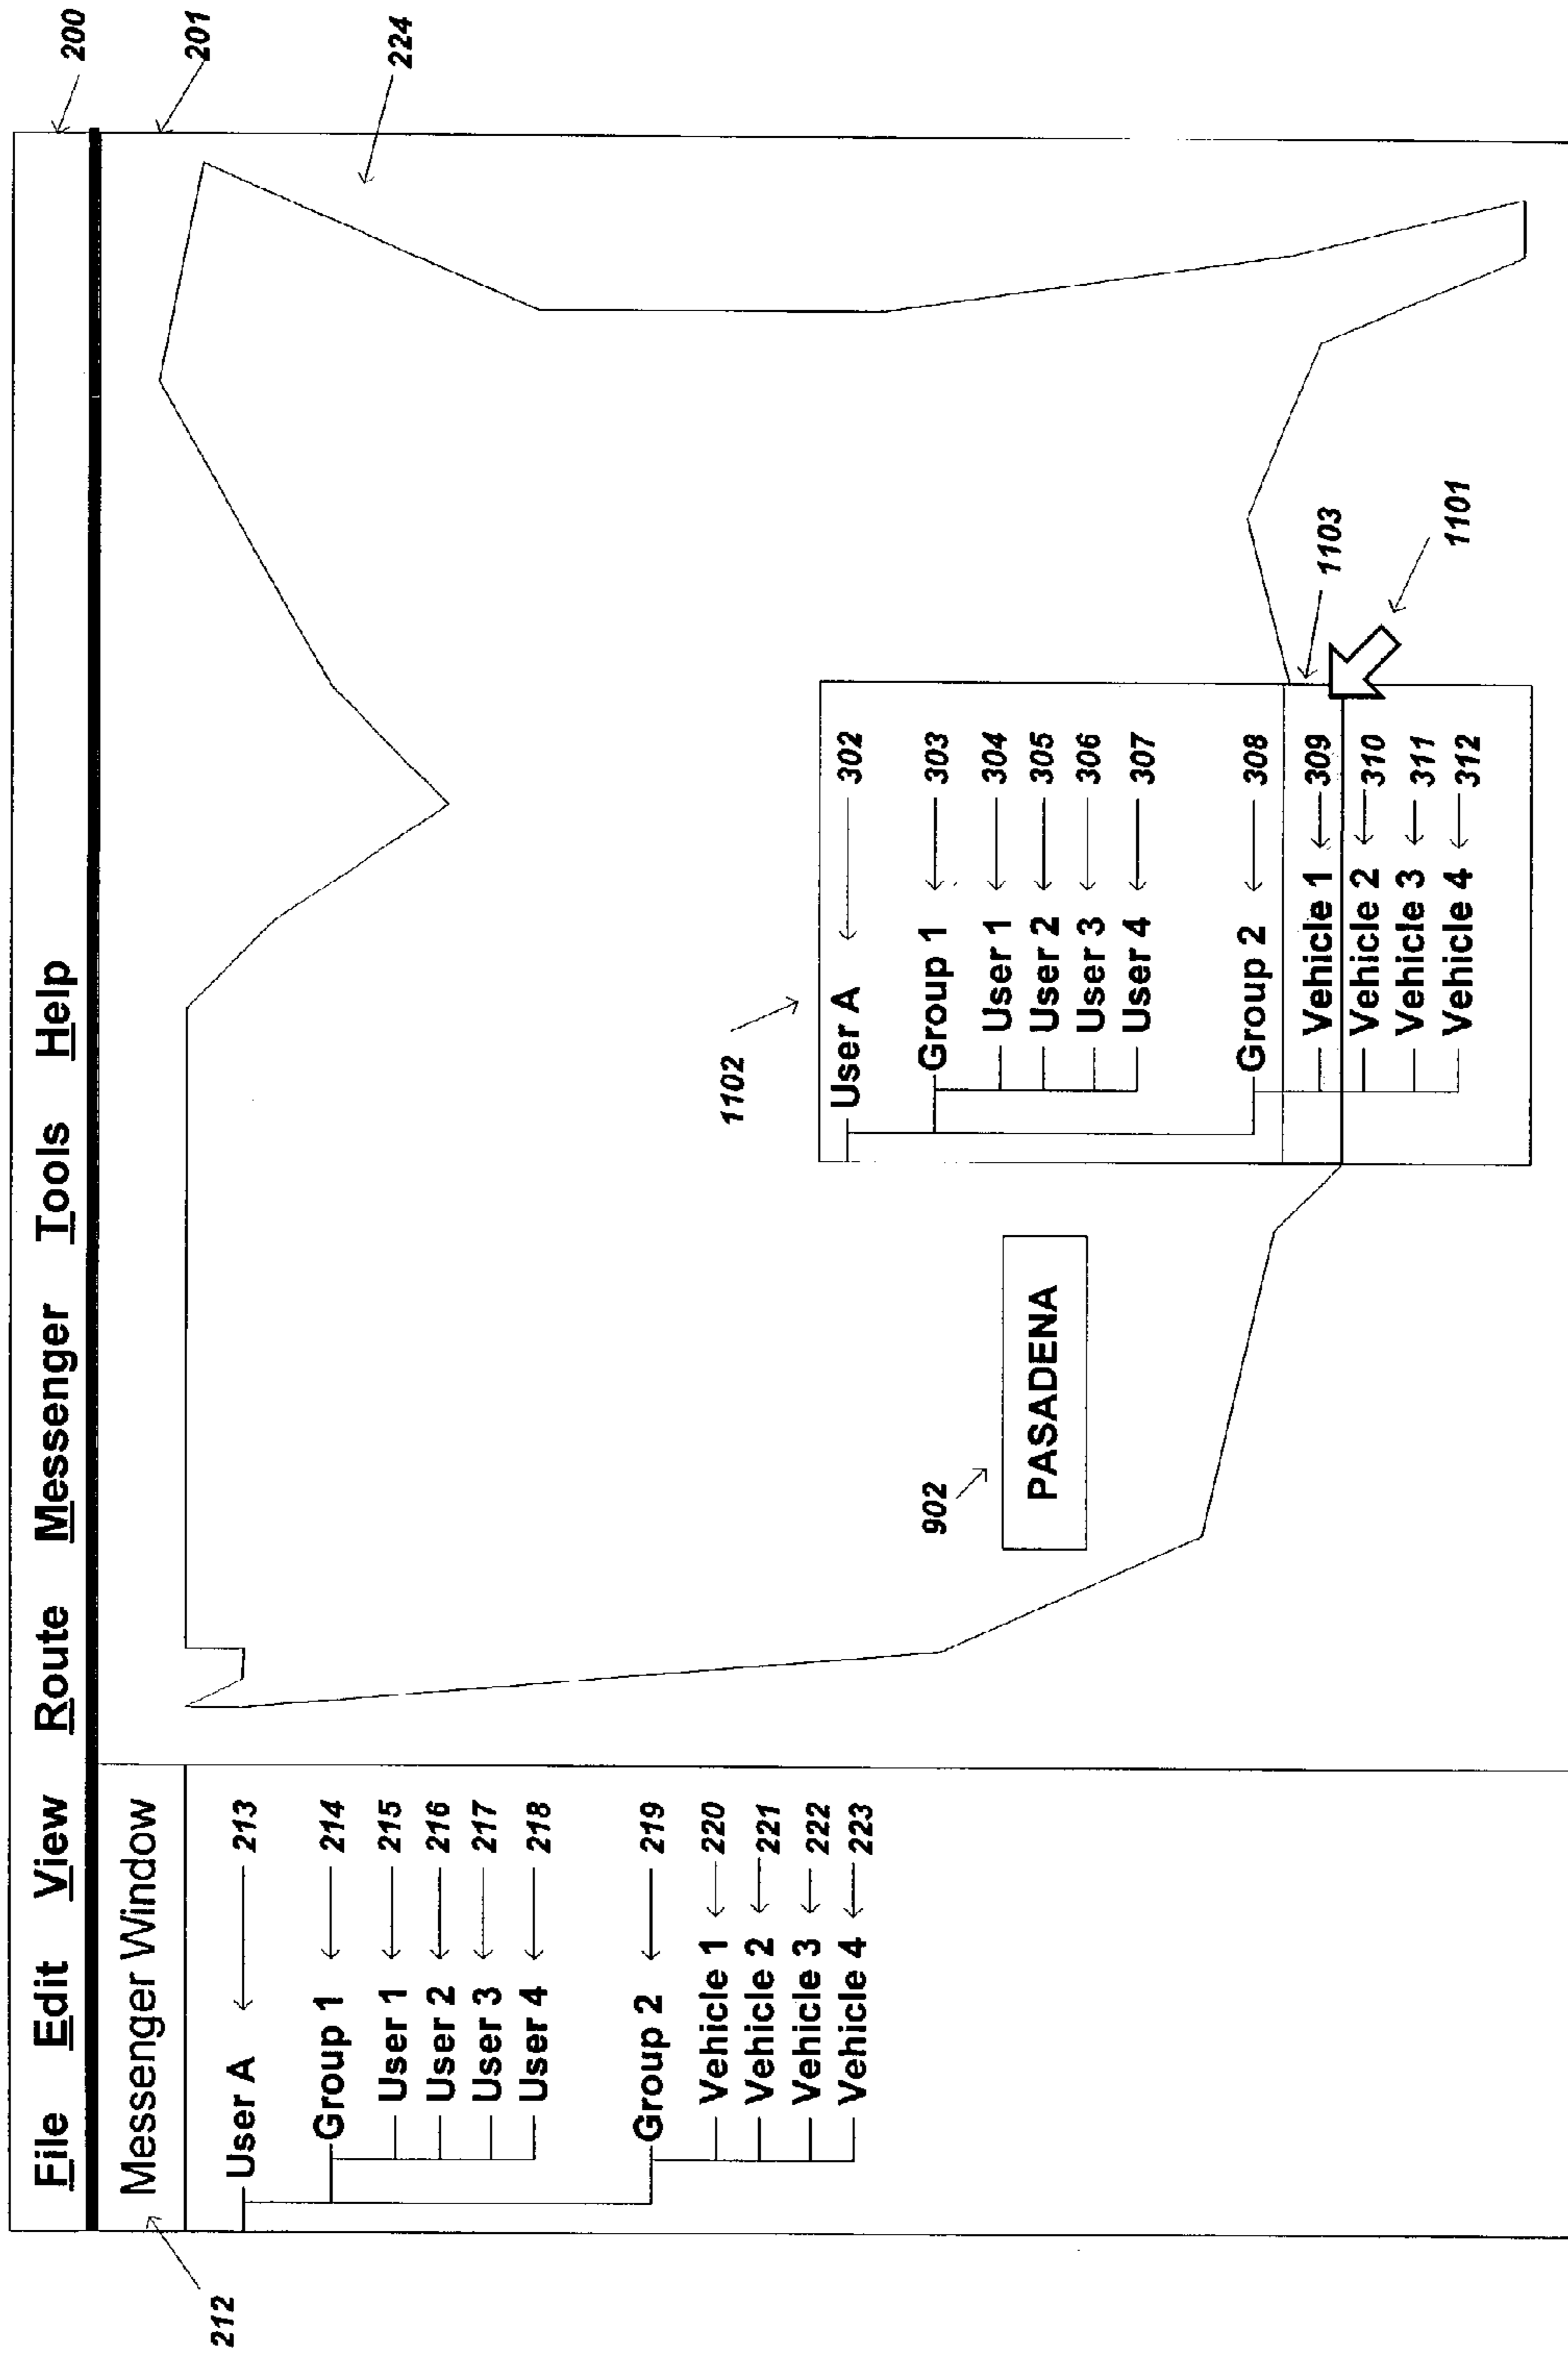 File Edit View Route Messenger Tools Help
200
201
212
Messenger Window
224
User A 213
Group 1 214
User 1 215
User 2 216
User 3 217
User 4 218
Group 2 219
Vehicle 1 220
Vehicle 2 221
Vehicle 3 222
Vehicle 4 223
902
PASADENA
1102
User A 302
Group 1 303
User 1 304
User 2 305
User 3 306
User 4 307
Group 2 308
Vehicle 1 309
Vehicle 2 310
Vehicle 3 311
Vehicle 4 312
1103
1101